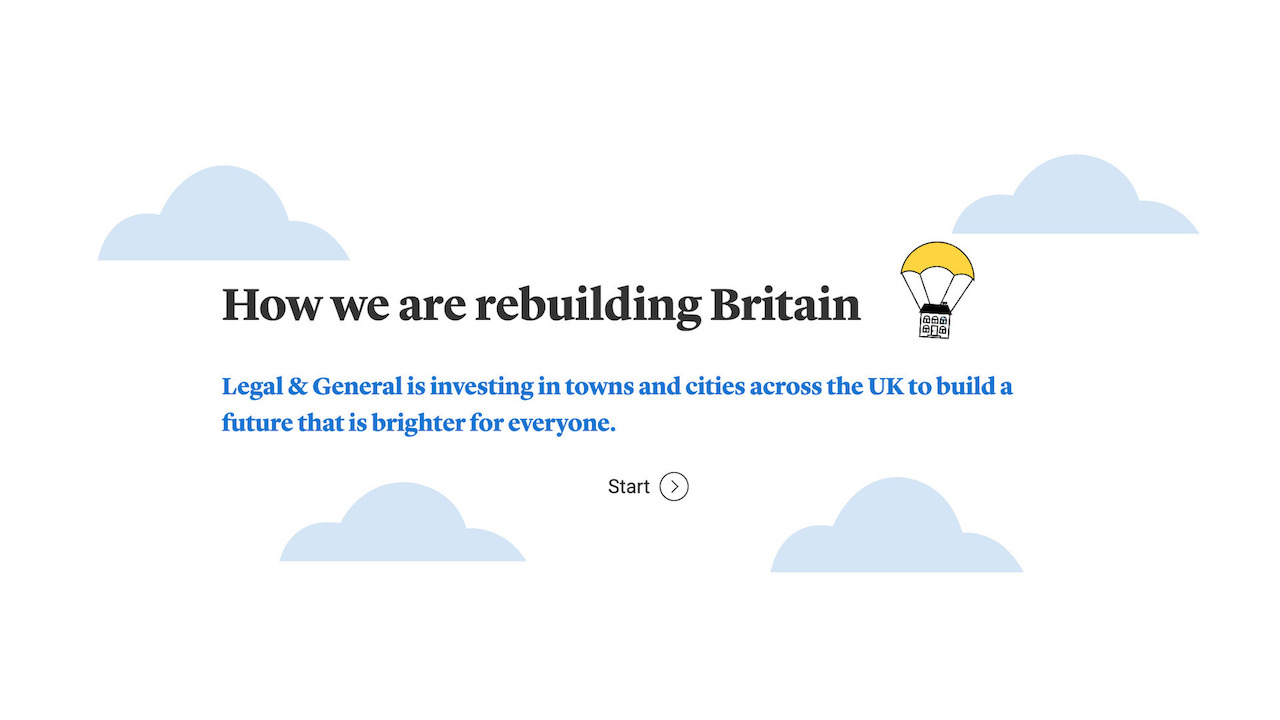 How we are rebuilding Britain
Legal & General is investing in towns and cities across the UK to build a
future that is brighter for everyone.
Start